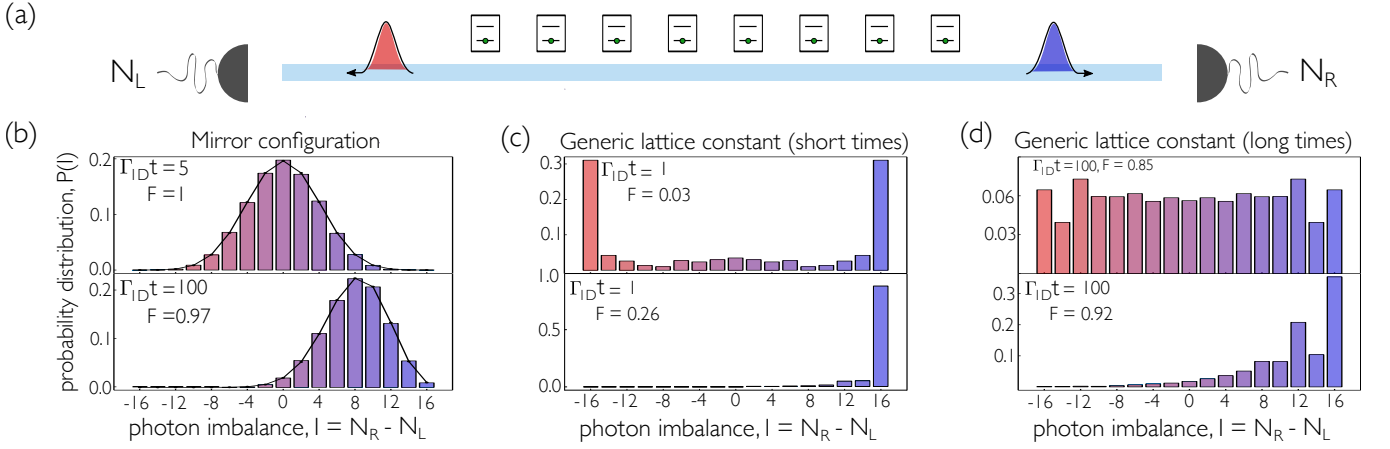 (a)
N_L
N_R
(b)
Mirror configuration
(c)
Generic lattice constant (short times)
(d)
Generic lattice constant (long times)
probability distribution, P(I)
0.2
0.1
0.0
Γ_1D t = 5
F = 1
0.2
0.1
0.0
Γ_1D t = 100
F =0.97
-16 -12 -8 -4 0 4 8 12 16
photon imbalance, I = N_R - N_L
0.3
0.2
0.1
Γ_1D t = 1
F = 0.03
1.0
0.5
0.0
Γ_1D t = 1
F = 0.26
-16 -12 -8 -4 0 4 8 12 16
photon imbalance, I = N_R - N_L
0.06
0.03
Γ_1D t = 100, F = 0.85
0.3
0.2
0.1
Γ_1D t = 100
F = 0.92
-16 -12 -8 -4 0 4 8 12 16
photon imbalance, I = N_R - N_L